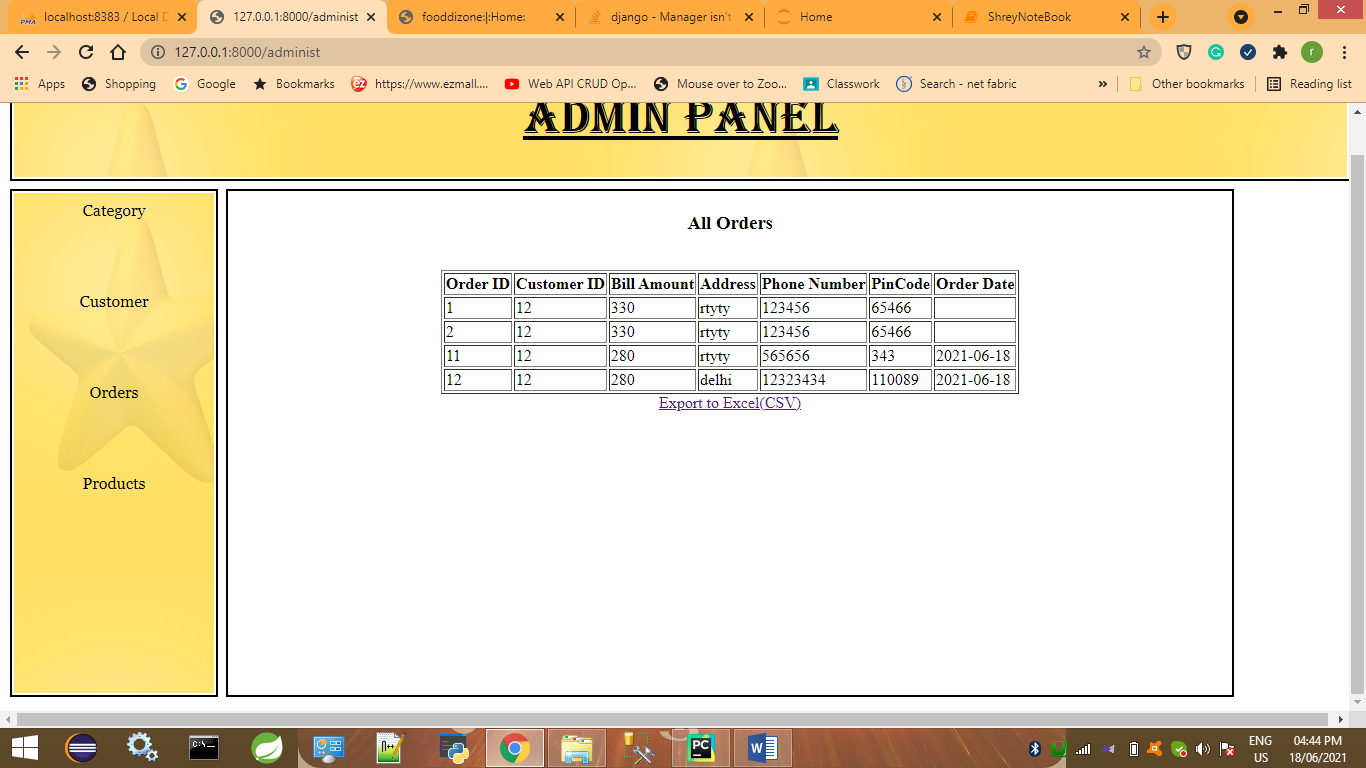 PMA
localhost:8383 / Local D
127.0.0.1:8000/administ
fooddizone:|:Home:
django - Manager isn't
Home
ShreyNoteBook
127.0.0.1:8000/administ
r
Apps
Shopping
G Google
Bookmarks
ez https://www.ezmall....
Web API CRUD Op...
Mouse over to Zoo...
Classwork
Search - net fabric
»
Other bookmarks
Reading list
ADMIN PANEL
Category
Customer
Orders
Products
All Orders
Order ID Customer ID Bill Amount Address Phone Number PinCode Order Date
1 12 330 rtyty 123456 65466
2 12 330 rtyty 123456 65466
11 12 280 rtyty 565656 343 2021-06-18
12 12 280 delhi 12323434 110089 2021-06-18
Export to Excel(CSV)
PC
W
ENG
US
04:44 PM
18/06/2021